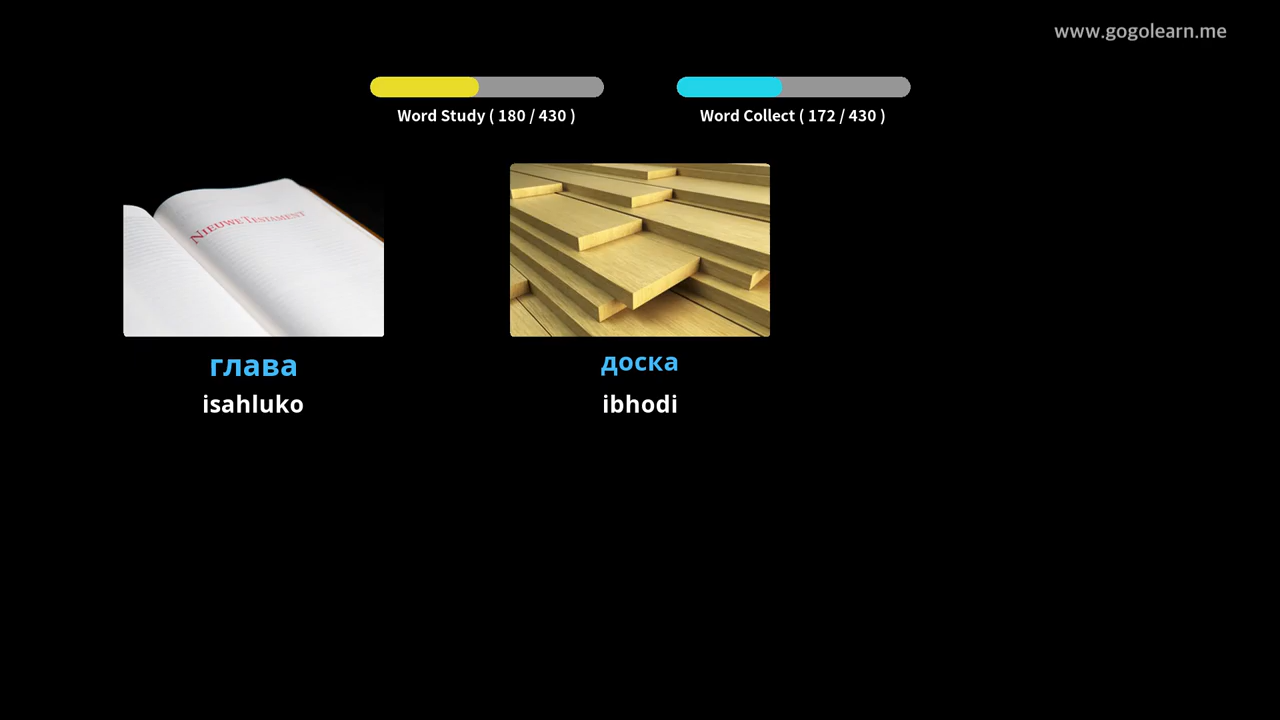 www.gogolearn.me
Word Study ( 180 / 430 )
Word Collect ( 172 / 430 )
NIEUWE TESTAMENT
глава
доска
isahluko
ibhodi